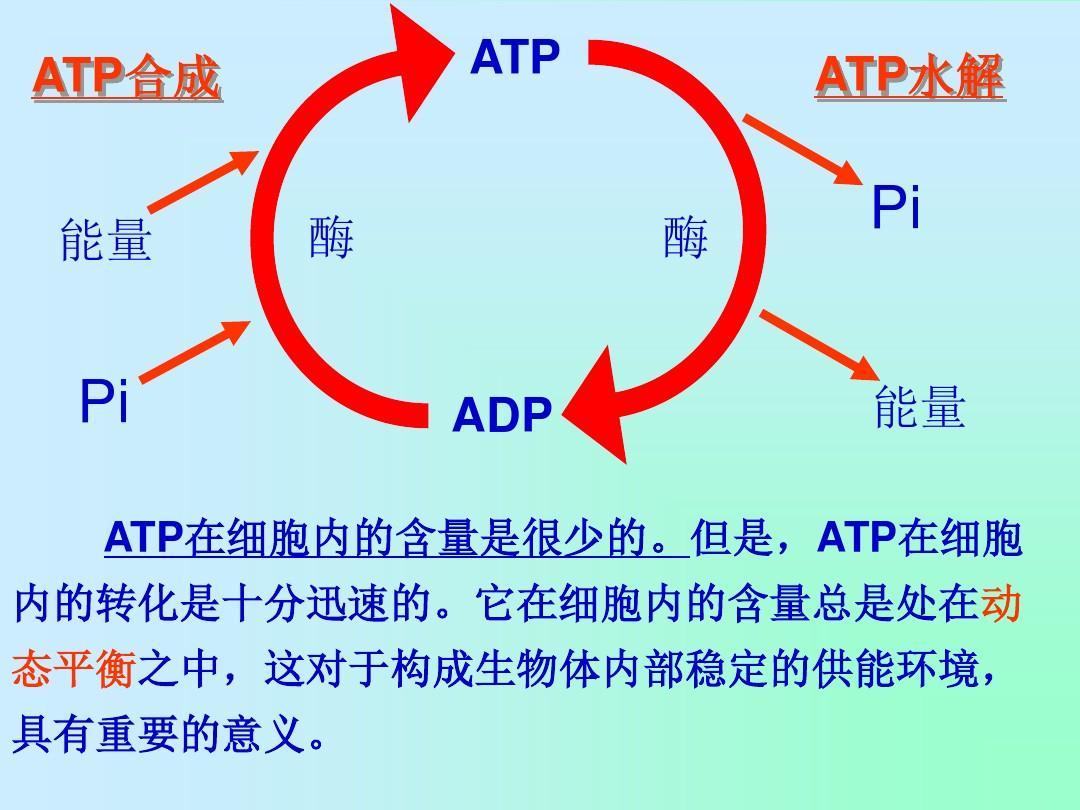 ATP
ATP合成
ATP水解
Pi
能量
酶
酶
Pi
ADP
能量
ATP在细胞内的含量是很少的。但是，ATP在细胞
内的转化是十分迅速的。它在细胞内的含量总是处在动
态平衡之中，这对于构成生物体内部稳定的供能环境，
具有重要的意义。